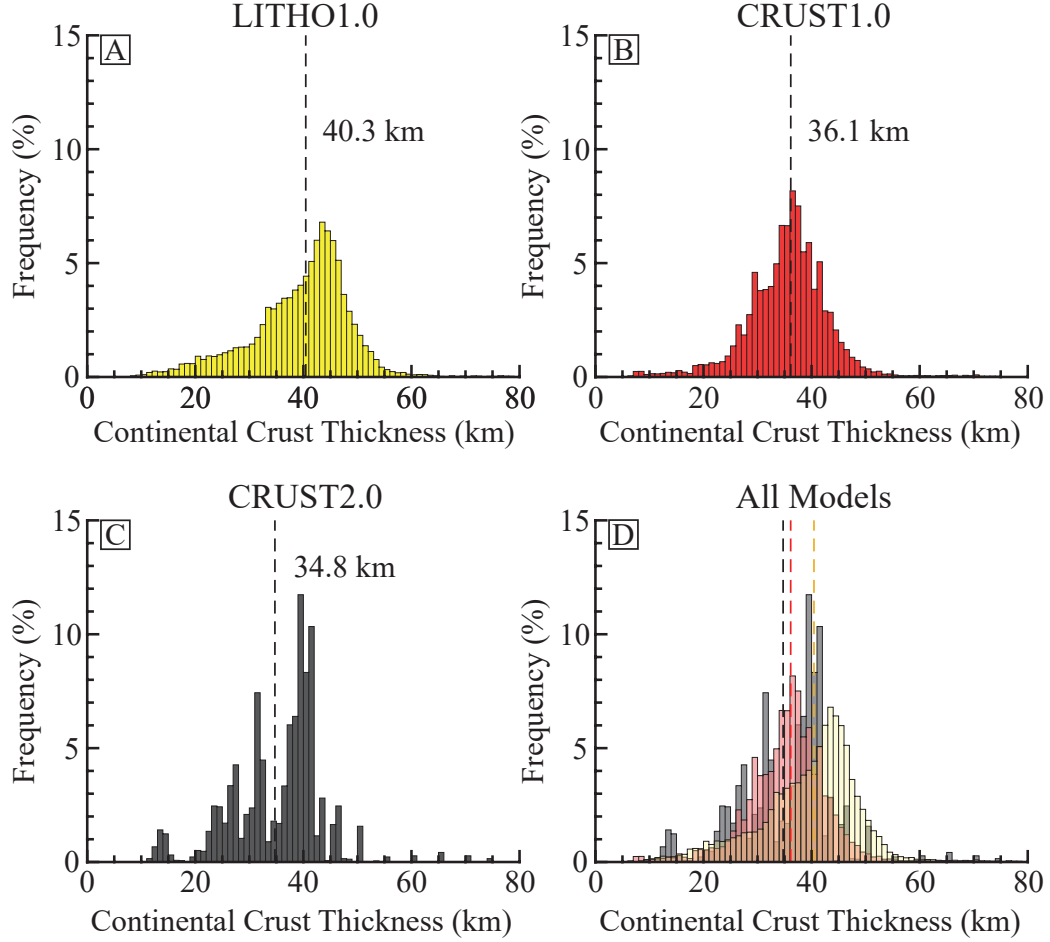 LITHO1.0
A
40.3 km
15
10
5
0
Frequency (%)
0 20 40 60 80
Continental Crust Thickness (km)
CRUST1.0
B
36.1 km
15
10
5
0
Frequency (%)
0 20 40 60 80
Continental Crust Thickness (km)
CRUST2.0
C
34.8 km
15
10
5
0
Frequency (%)
0 20 40 60 80
Continental Crust Thickness (km)
All Models
D
15
10
5
0
Frequency (%)
0 20 40 60 80
Continental Crust Thickness (km)